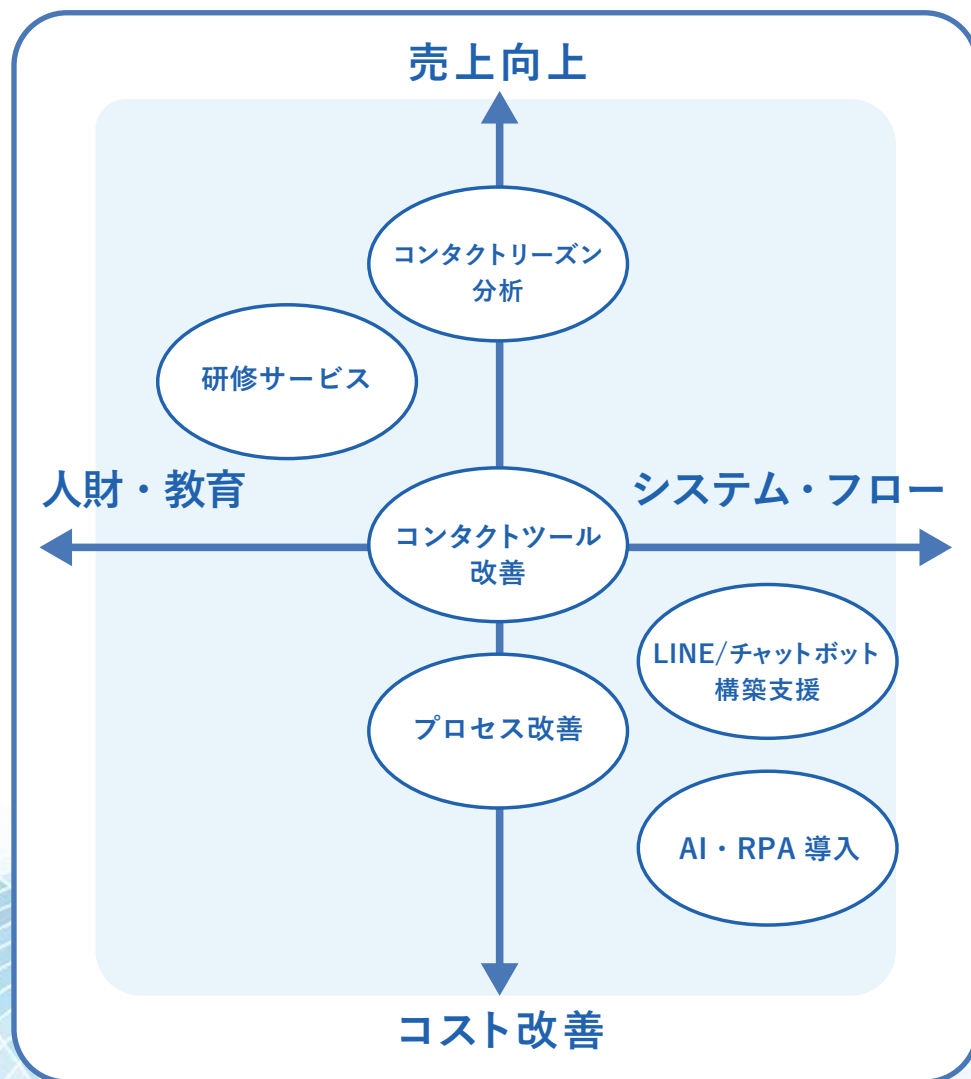 売上向上
コンタクトリーズン
分析
研修サービス
人財・教育
システム・フロー
コンタクトツール
改善
LINE/チャットボット
構築支援
プロセス改善
AI・RPA 導入
コスト改善